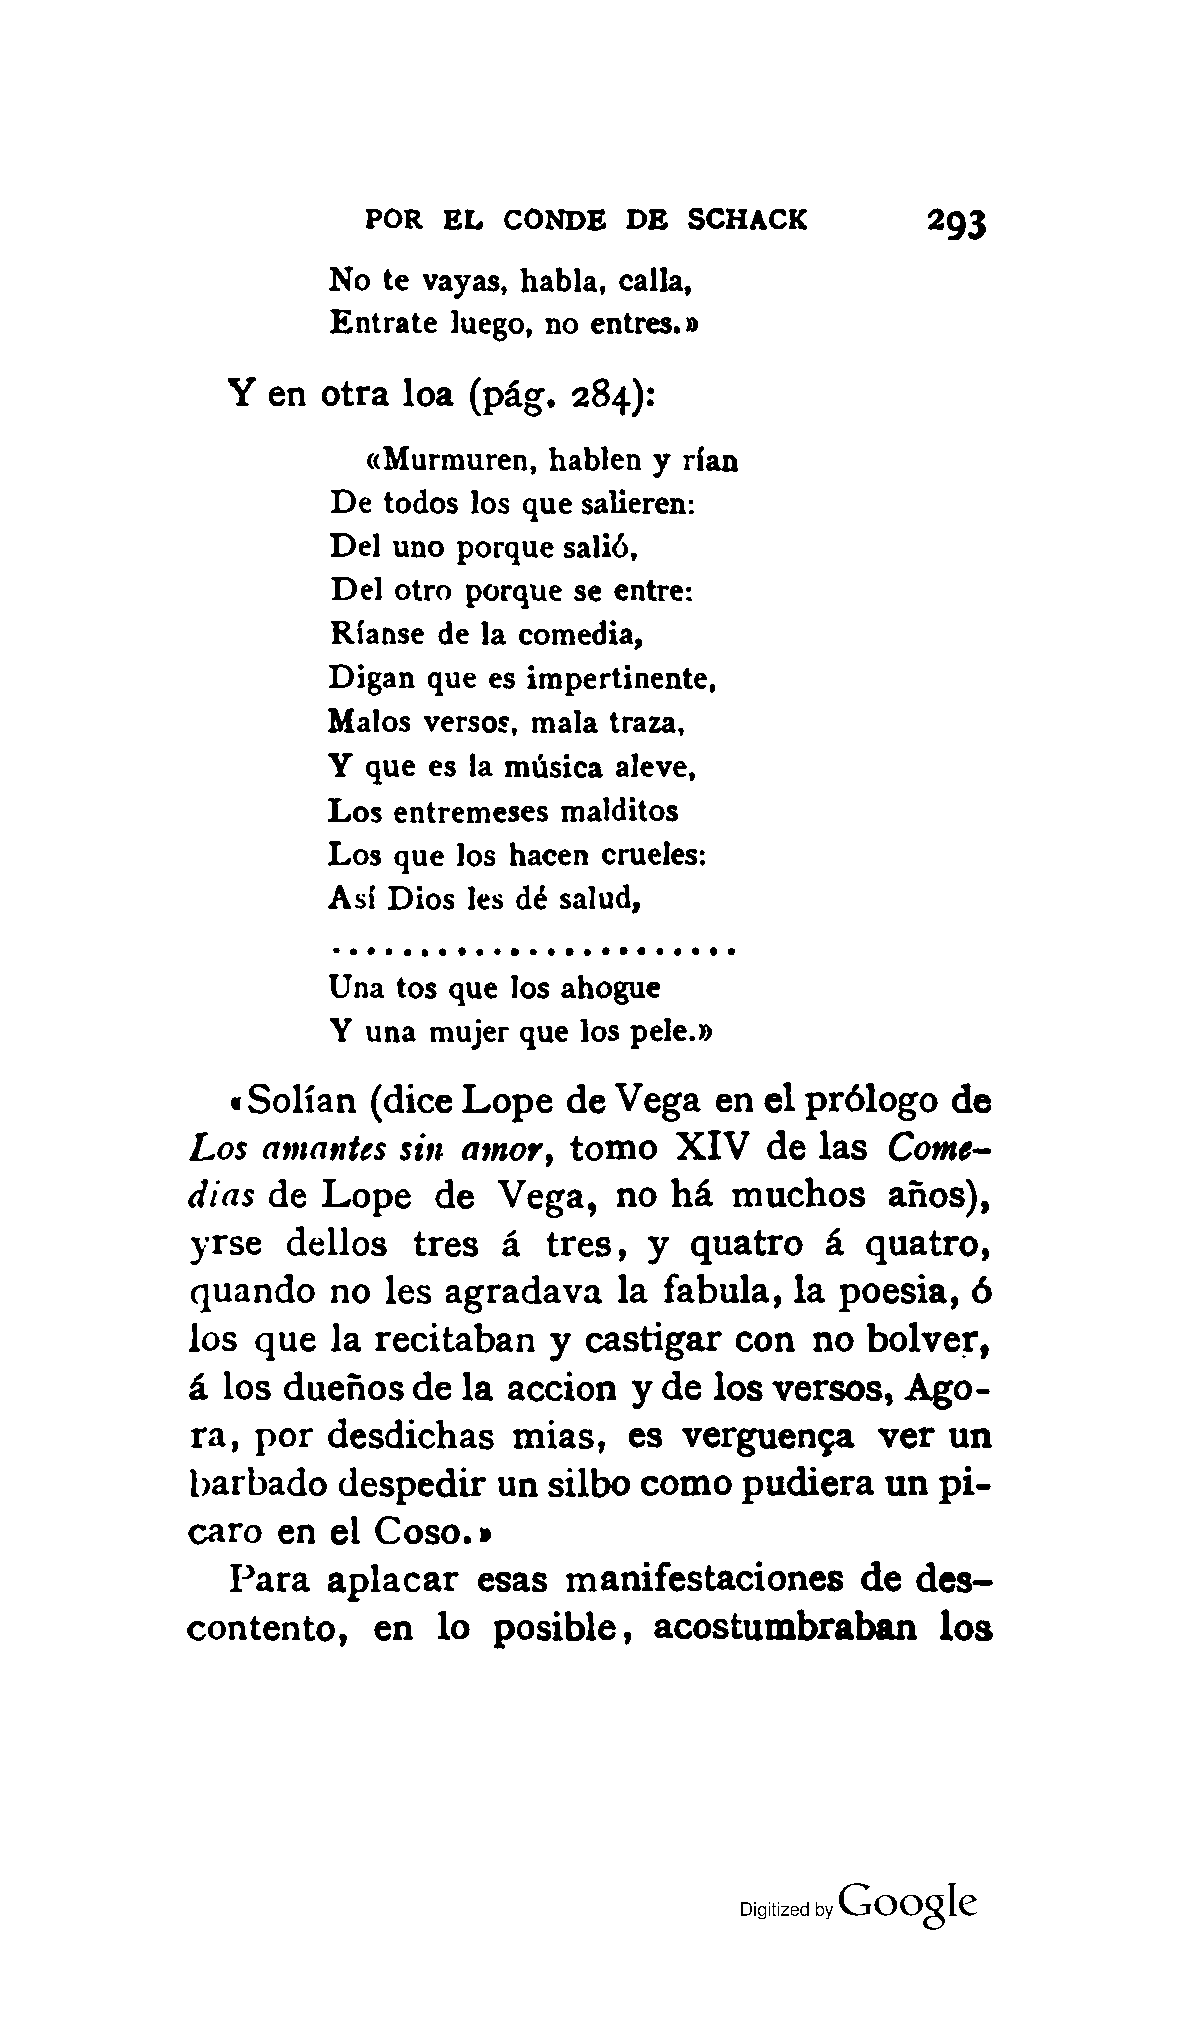 POR EL CONDE DE SCHACK 293
No te vayas, habla, calla,
Entrate luego, no entres.»
Y en otra loa (pág. 284):
«Murmuren, hablen y rían
De todos los que salieren:
Del uno porque salió,
Del otro porque se entre:
Ríanse de la comedia,
Digan que es impertinente,
Malos versos, mala traza,
Y que es la música aleve,
Los entremeses malditos
Los que los hacen crueles:
Así Dios les dé salud,
.......................
Una tos que los ahogue
Y una mujer que los pele.»
«Solían (dice Lope de Vega en el prólogo de
Los amantes sin amor, tomo XIV de las Come-
dias de Lope de Vega, no há muchos años),
yrse dellos tres á tres, y quatro á quatro,
quando no les agradava la fabula, la poesia, ó
los que la recitaban y castigar con no bolver,
á los dueños de la accion y de los versos, Ago-
ra, por desdichas mias, es verguença ver un
barbado despedir un silbo como pudiera un pi-
caro en el Coso.»
Para aplacar esas manifestaciones de des-
contento, en lo posible, acostumbraban los
Digitized by Google